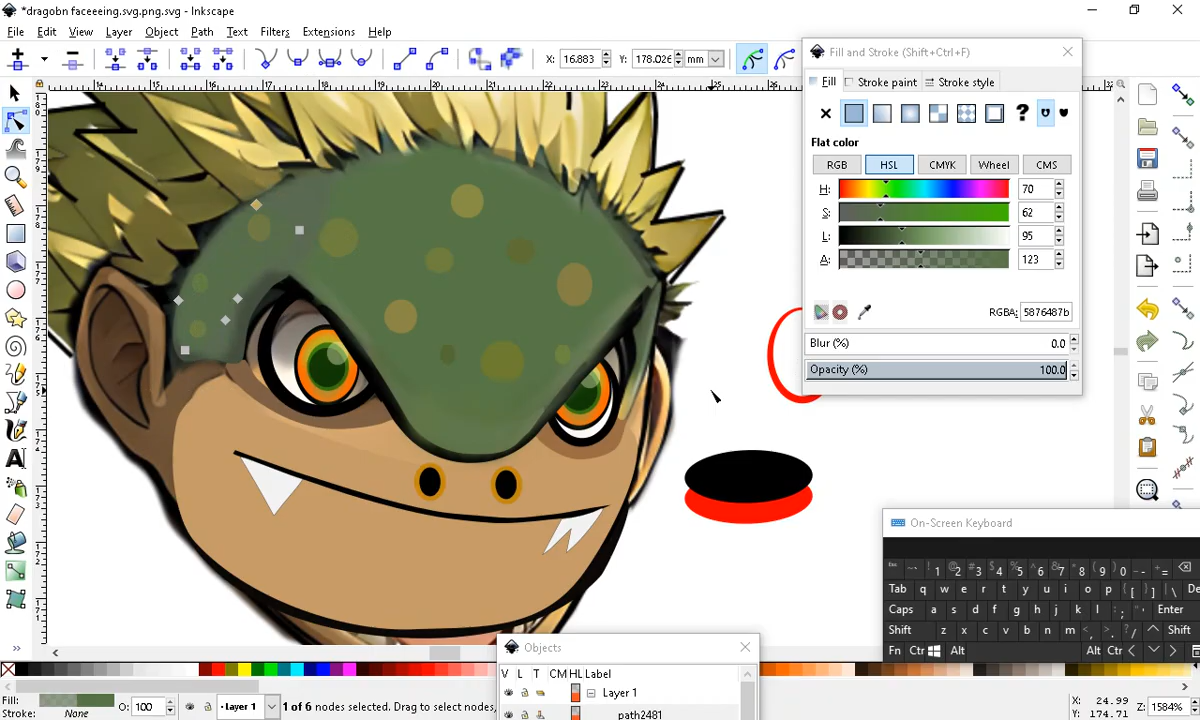 *dragobn faceeeing.svg.png.svg - Inkscape
File Edit View Layer Object Path Text Filters Extensions Help
X: 16.883 Y: 178.026 mm
Fill and Stroke (Shift+Ctrl+F)
Fill Stroke paint Stroke style
Flat color
RGB HSL CMYK Wheel CMS
H: 70
S: 62
L: 95
A: 123
RGBA: 5876487b
Blur (%) 0.0
Opacity (%) 100.0
On-Screen Keyboard
Tab q w e r t y u i o p
Caps a s d f g h j k l Enter
Shift z x c v b n m Shift
Fn Ctr Alt Alt Ctr
Objects
V L T CM HL Label
Layer 1
path2481
Fill:
Stroke: None
O: 100
Layer 1
1 of 6 nodes selected. Drag to select nodes,
X: 24.99
Y: 174.71
Z: 1584%